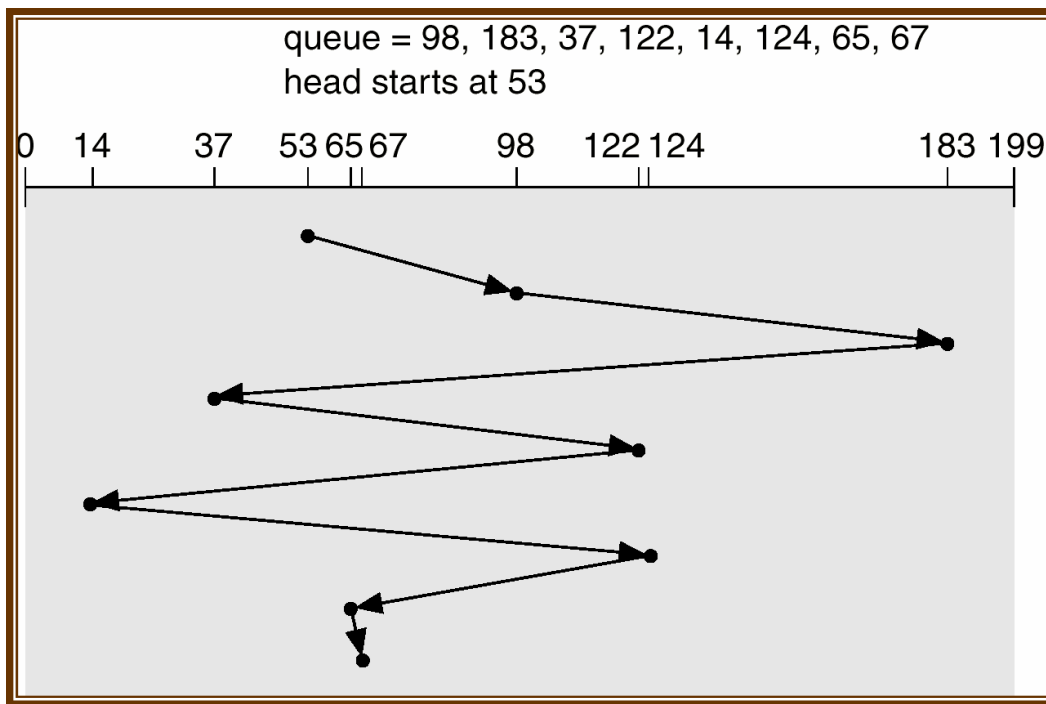 queue = 98, 183, 37, 122, 14, 124, 65, 67
head starts at 53
0 14 37 53 65 67 98 122 124 183 199